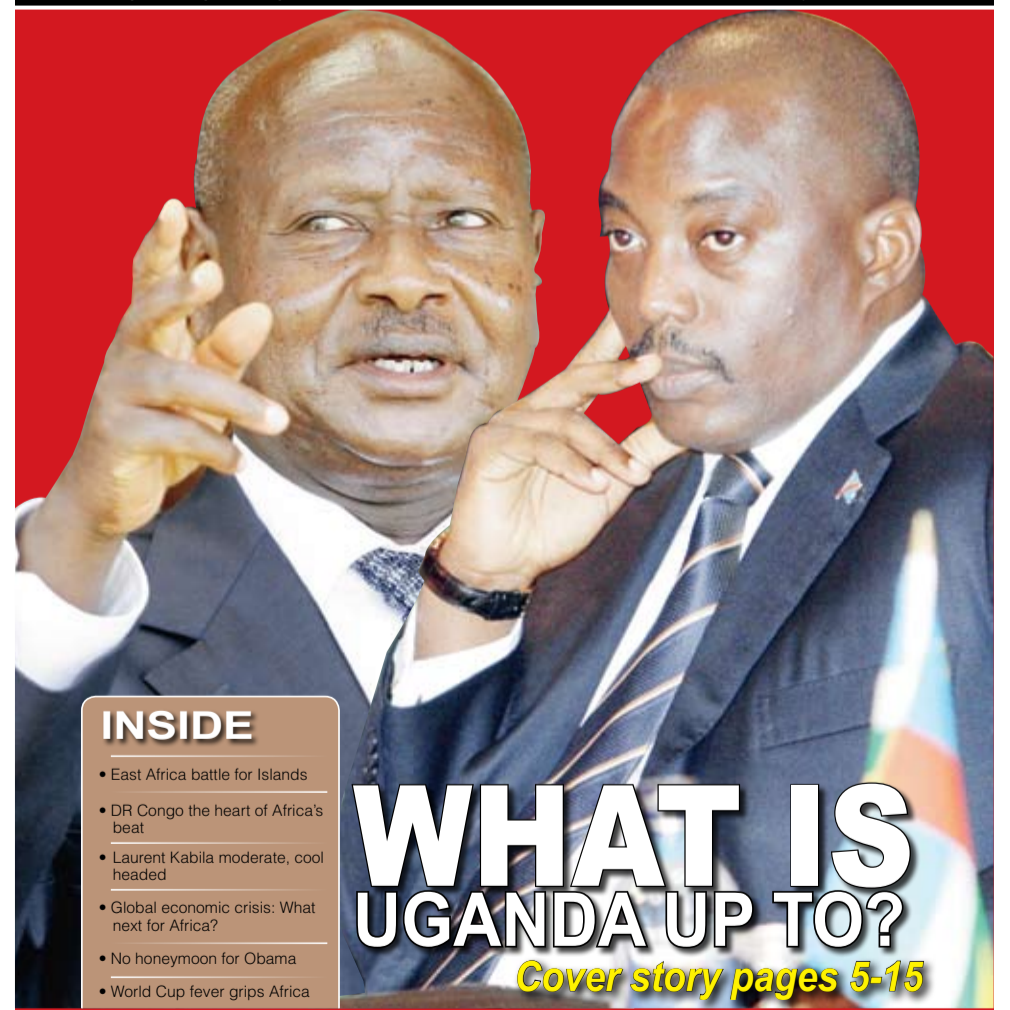 INSIDE
• East Africa battle for Islands
• DR Congo the heart of Africa's
beat
• Laurent Kabila moderate, cool
headed
• Global economic crisis: What
next for Africa?
• No honeymoon for Obama
• World Cup fever grips Africa
WHAT IS
UGANDA UP TO?
Cover story pages 5-15